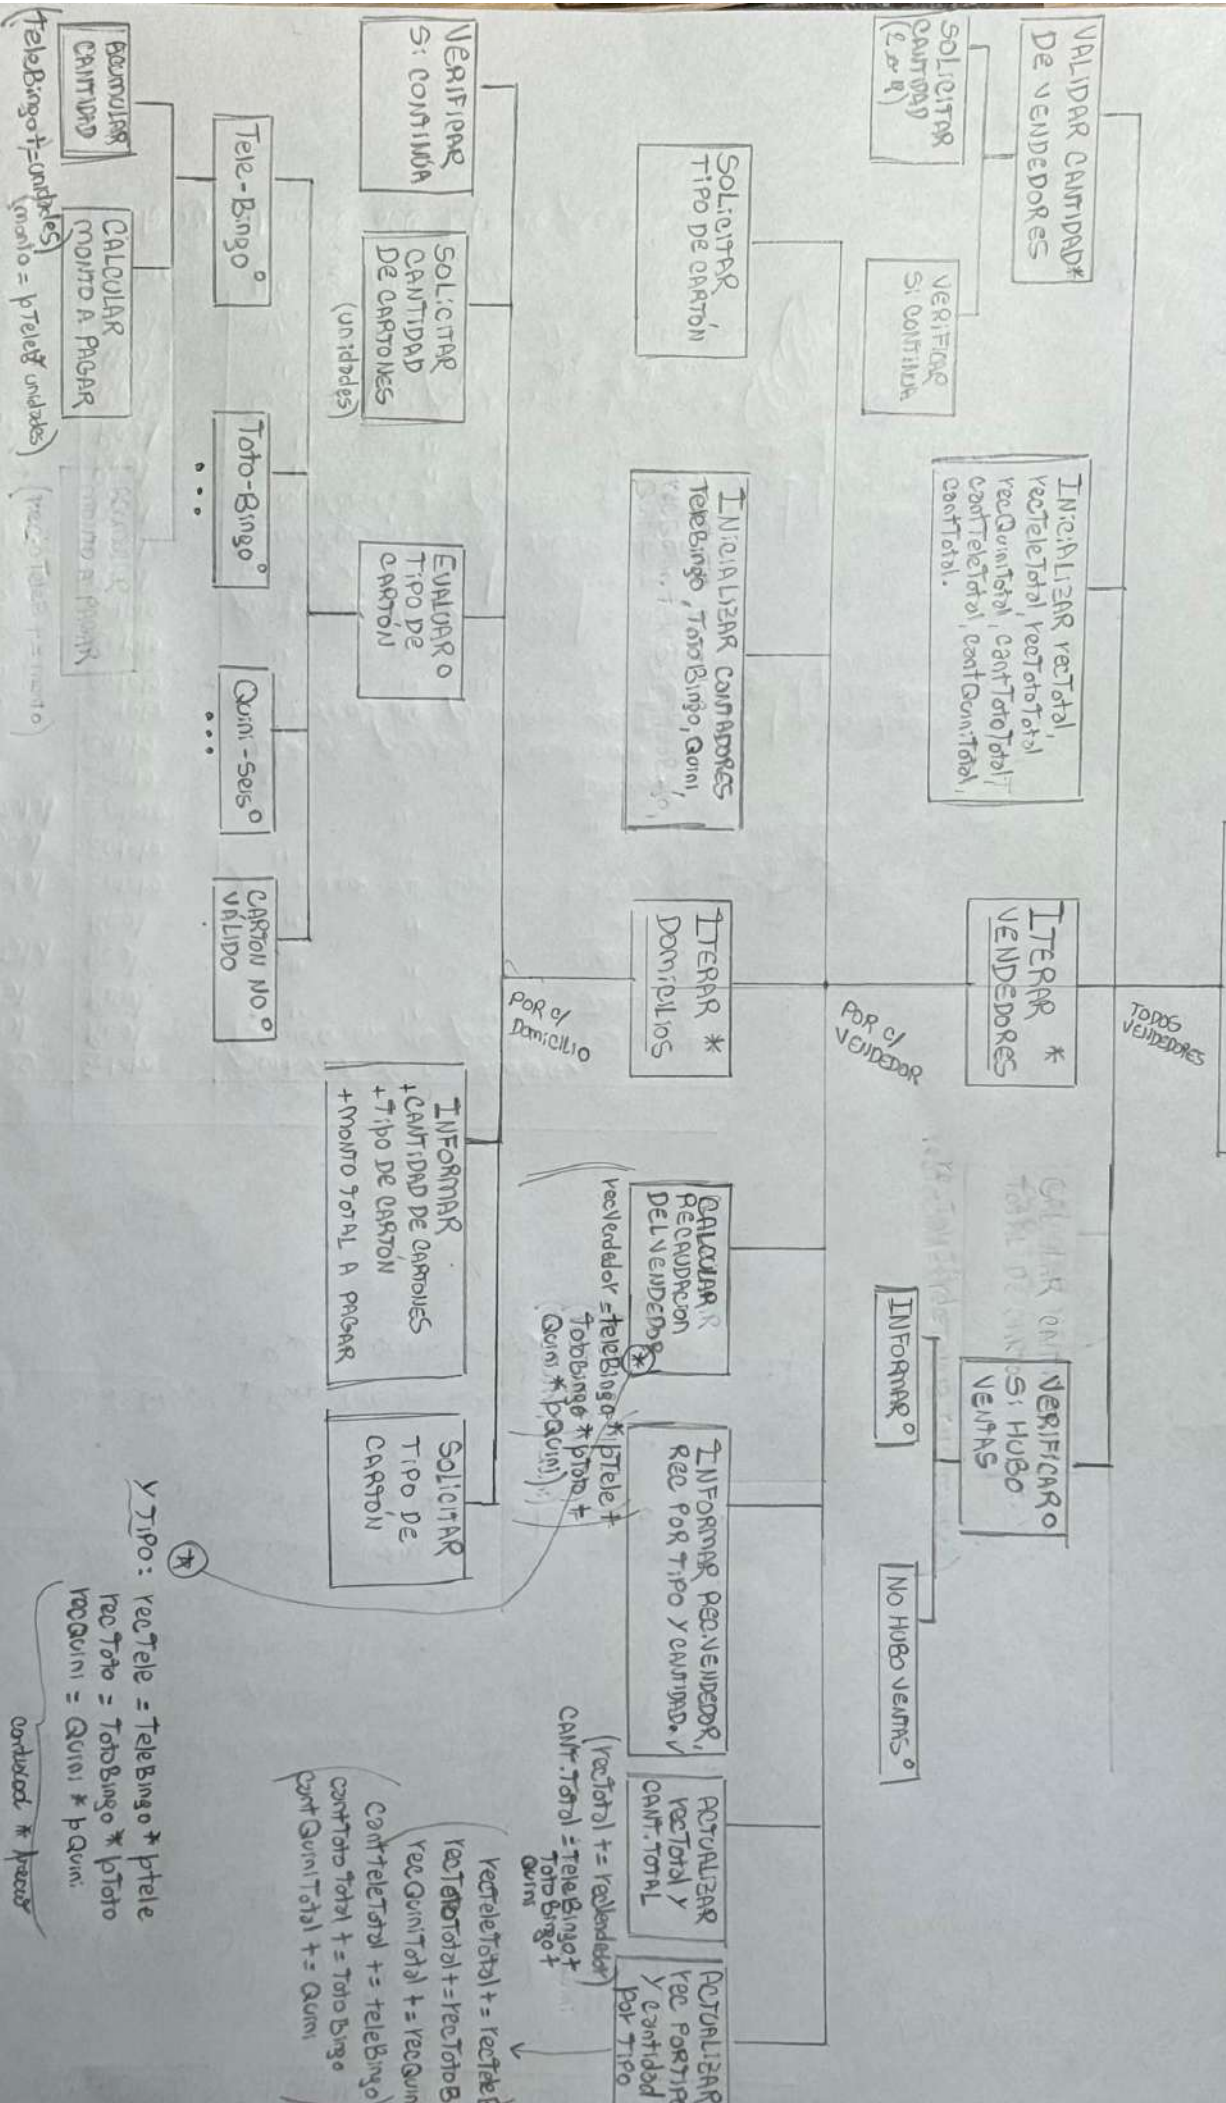 TODOS
VENDEDORES
VALIDAR CANTIDAD*
DE VENDEDORES
SOLICITAR
CANTIDAD
VERIFICAR
SI CONTINÚA
INICIALIZAR recTotal,
recTeleTotal, recTotoTotal
recQuiniTotal, cantTotoTotal,
cantTeleTotal, cantQuiniTotal,
cantTotal.
ITERAR *
VENDEDORES
VERIFICAR O
SI HUBO
VENTAS
INFORMAR °
NO HUBO VENTAS °
POR c/
VENDEDOR
SOLICITAR
TIPO DE CARTÓN
INICIALIZAR CONTADORES
TeleBingo, TotoBingo, Quini,
ITERAR *
DOMICILIOS
CALCULAR
RECAUDACION
DEL VENDEDOR
recVendedor = teleBingo * pTele +
TotoBingo * pToto +
Quini * pQuini)
INFORMAR REC.VENDEDOR,
REC POR TIPO Y CANTIDAD. ✓
ACTUALIZAR
recTotal y
CANT.TOTAL
(recTotal += recVendedor)
CANT.Total = TeleBingo +
TotoBingo +
Quini
ACTUALIZAR
rec POR TIP
y cantidad
por TIPO
recTeleTotal +=
recTotoTotal += recTotoB
recQuiniTotal += recQuin
cantTeleTotal += teleBingo
cantTotoTotal += TotoBingo
cantQuiniTotal += Quini
POR c/
Domicilio
VERIFICAR
SI CONTINÚA
SOLICITAR
CANTIDAD
DE CARTONES
(unidades)
EVALUAR O
TIPO DE
CARTÓN
INFORMAR
+CANTIDAD DE CARTONES
+TIPO DE CARTÓN
+MONTO TOTAL A PAGAR
SOLICITAR
TIPO DE
CARTÓN
Tele-Bingo °
Toto-Bingo °
...
Quini-Seis °
...
CARTON NO °
VÁLIDO
ACUMULAR
CANTIDAD
(TeleBingo += unidades)
CALCULAR
MONTO A PAGAR
(monto = pTele * unidades)
*
Y TIPO: recTele = TeleBingo * ptele
recToto = TotoBingo * pToto
recQuini = Quini * pQuini
cantidad * precio